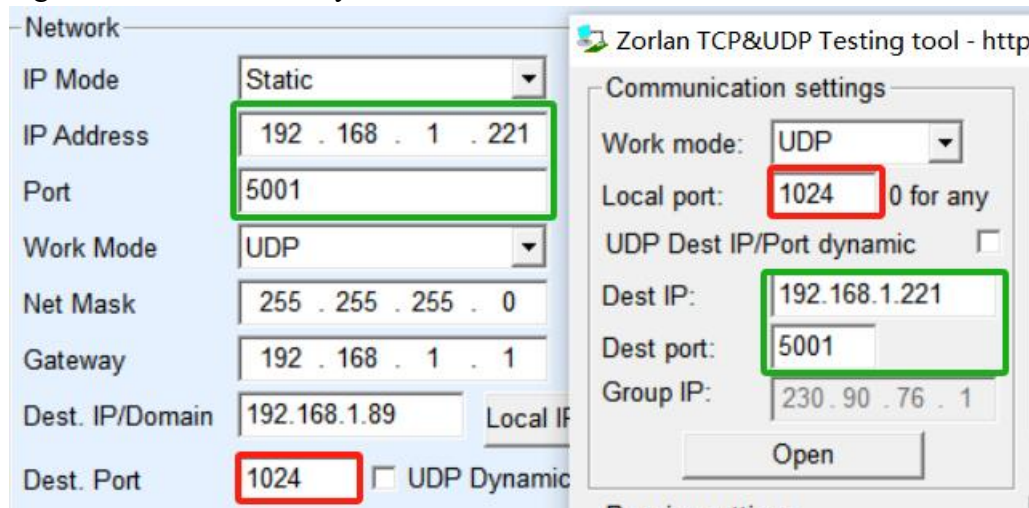 Network
IP Mode Static
IP Address 192 . 168 . 1 . 221
Port 5001
Work Mode UDP
Net Mask 255 . 255 . 255 . 0
Gateway 192 . 168 . 1 . 1
Dest. IP/Domain 192.168.1.89 Local IP
Dest. Port 1024 UDP Dynamic
Zorlan TCP&UDP Testing tool - http
Communication settings
Work mode: UDP
Local port: 1024 0 for any
UDP Dest IP/Port dynamic
Dest IP: 192.168.1.221
Dest port: 5001
Group IP: 230 . 90 . 76 . 1
Open